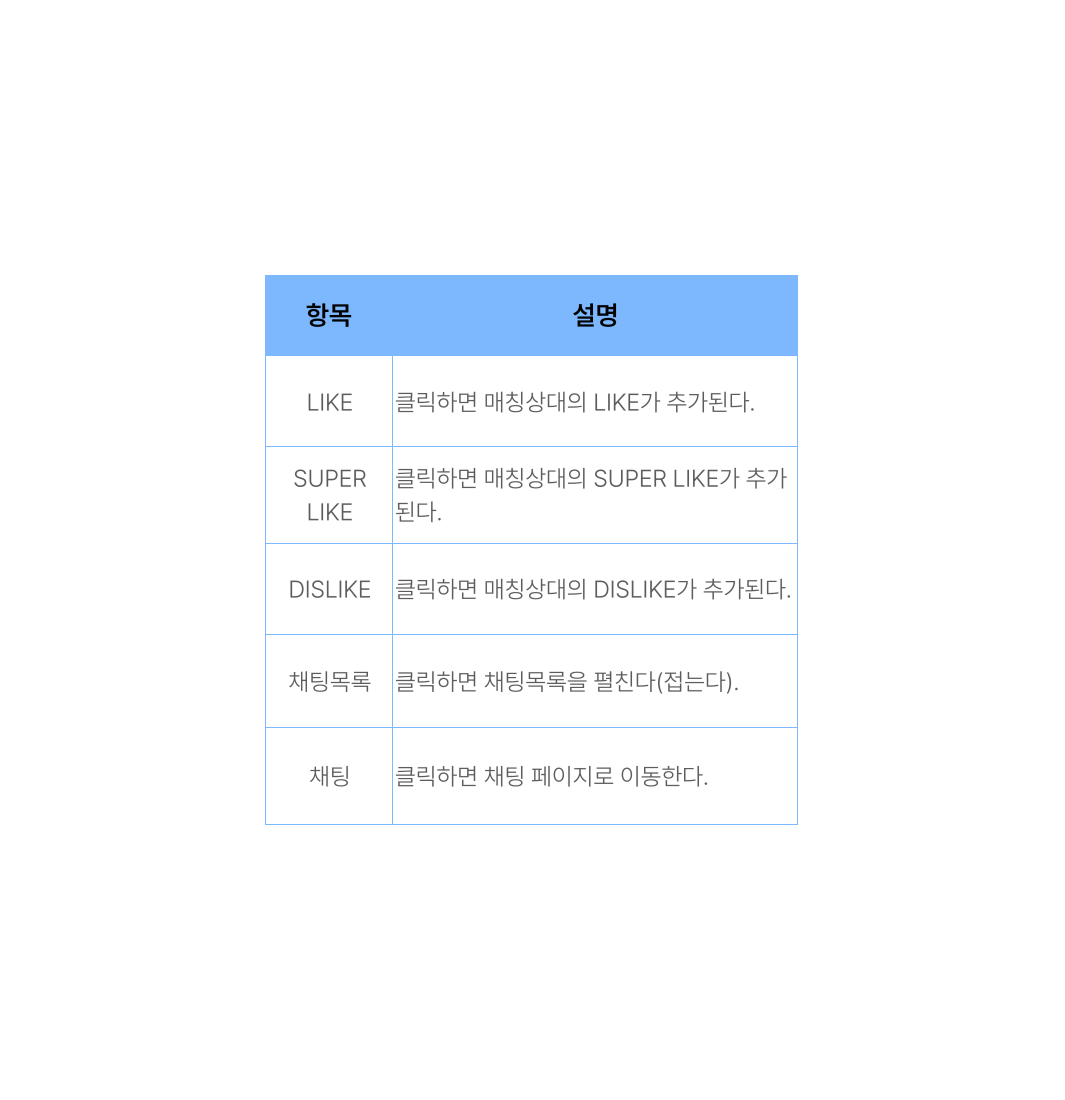 항목 설명
LIKE 클릭하면 매칭상대의 LIKE가 추가된다.
SUPER 클릭하면 매칭상대의 SUPER LIKE가 추가
LIKE 된다.
DISLIKE 클릭하면 매칭상대의 DISLIKE가 추가된다.
채팅목록 클릭하면 채팅목록을 펼친다(접는다).
채팅 클릭하면 채팅 페이지로 이동한다.